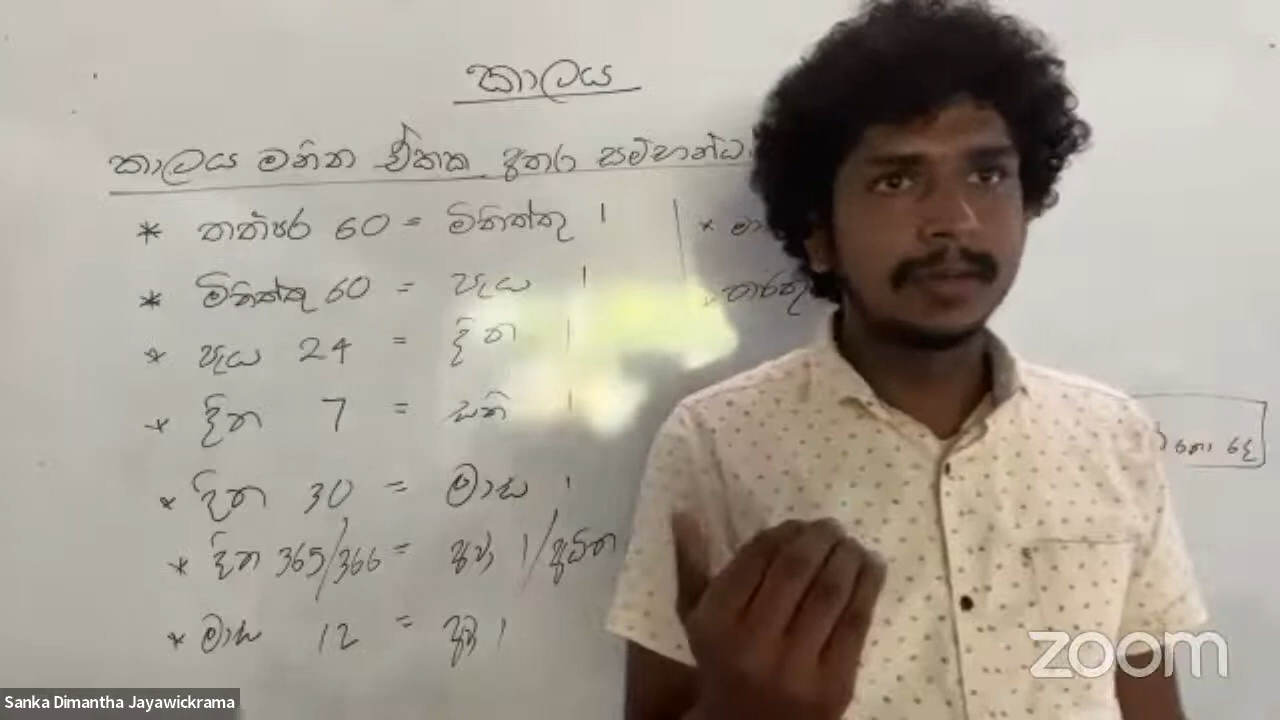 කාලය
කාලය මනින ඒකක අතර සම්බන්ධ
* තත්පර 60 = මිනිත්තු 1
* මිනිත්තු 60 = පැය 1
* පැය 24 = දින 1
* දින 7 = සති 1
* දින 30 = මාස 1
* දින 365/366 = අවු 1/අධික
* මාස 12 = අවු 1
* මා
zoom
Sanka Dimantha Jayawickrama